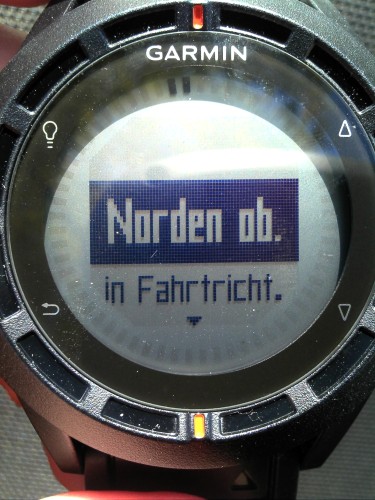 GARMIN
Norden ob.
in Fahrtricht.